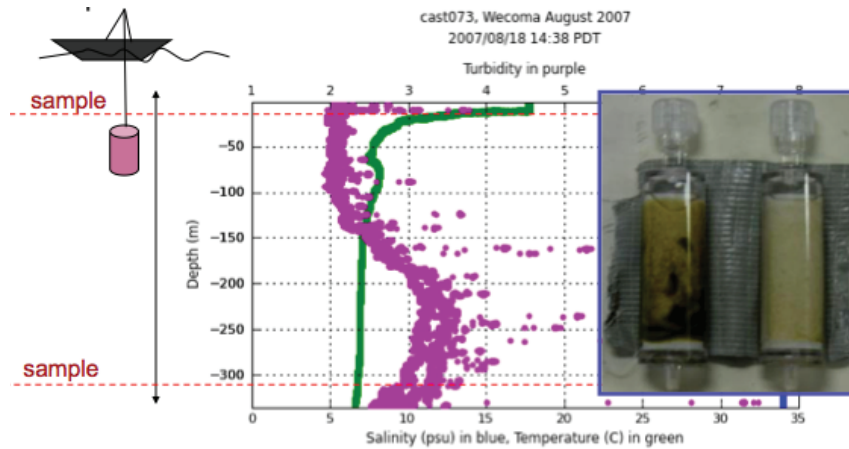 cast073, Wecoma August 2007
2007/08/18 14:38 PDT
Turbidity in purple
1 2 3 4 5 6 7 8
sample
−50
−100
−150
−200
−250
−300
Depth (m)
sample
0 5 10 15 20 25 30 35
Salinity (psu) in blue, Temperature (C) in green